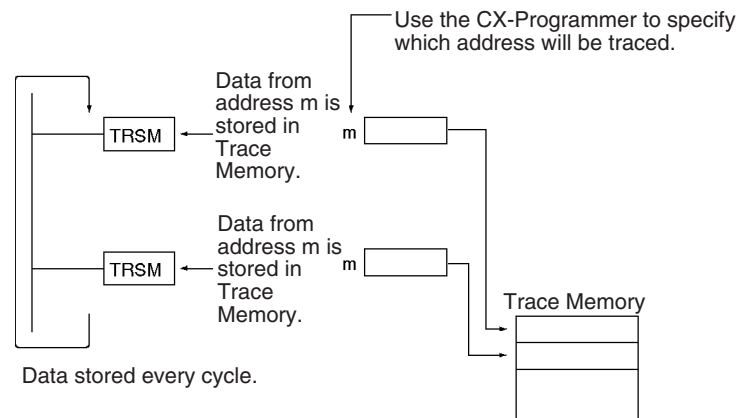 Use the CX-Programmer to specify
which address will be traced.
Data from
address m is
stored in
Trace
Memory.
TRSM
m
Data from
address m is
stored in
Trace
Memory.
TRSM
m
Trace Memory
Data stored every cycle.